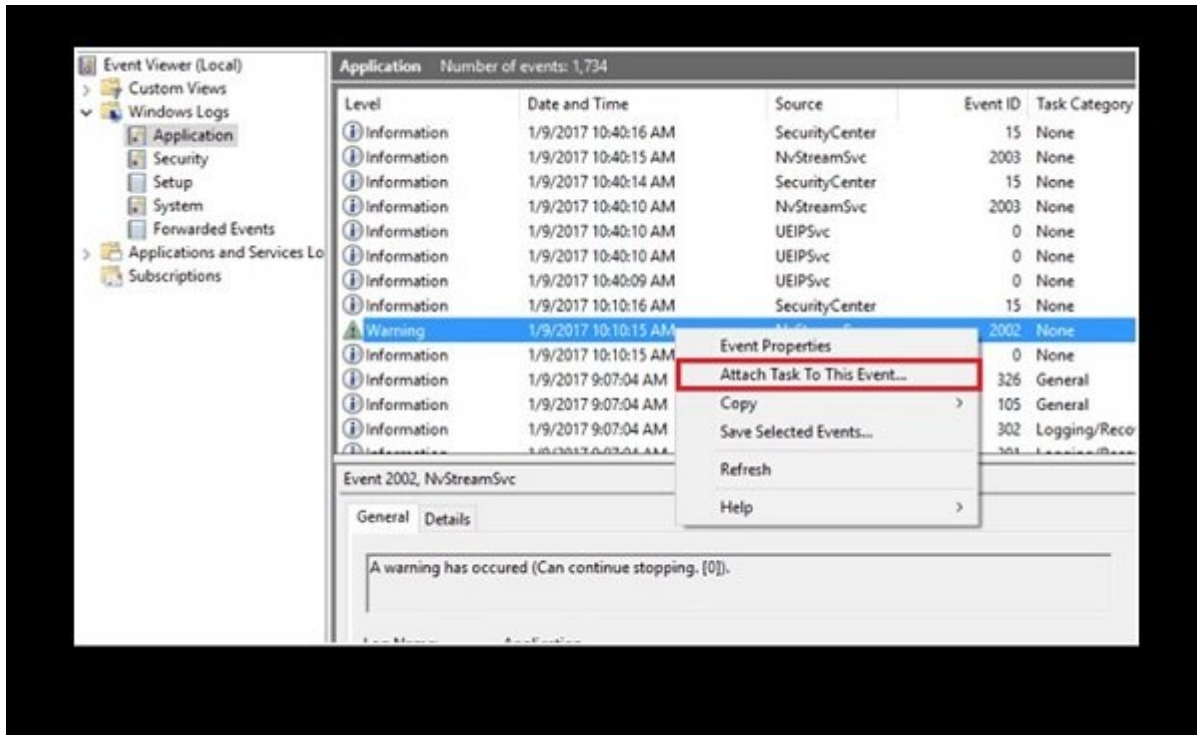 Event Viewer (Local)
Custom Views
Windows Logs
Application
Security
Setup
System
Forwarded Events
Applications and Services Lo
Subscriptions
Application Number of events: 1,734
Level Date and Time Source Event ID Task Category
Information 1/9/2017 10:40:16 AM SecurityCenter 15 None
Information 1/9/2017 10:40:15 AM NvStreamSvc 2003 None
Information 1/9/2017 10:40:14 AM SecurityCenter 15 None
Information 1/9/2017 10:40:10 AM NvStreamSvc 2003 None
Information 1/9/2017 10:40:10 AM UEIPSvc 0 None
Information 1/9/2017 10:40:10 AM UEIPSvc 0 None
Information 1/9/2017 10:40:09 AM UEIPSvc 0 None
Information 1/9/2017 10:10:16 AM SecurityCenter 15 None
Warning 1/9/2017 10:10:15 AM 2002 None
Information 1/9/2017 10:10:15 AM 0 None
Information 1/9/2017 9:07:04 AM 326 General
Information 1/9/2017 9:07:04 AM 105 General
Information 1/9/2017 9:07:04 AM 302 Logging/Reco
Event Properties
Attach Task To This Event...
Copy
Save Selected Events...
Refresh
Help
Event 2002, NvStreamSvc
General Details
A warning has occured (Can continue stopping. [0]).